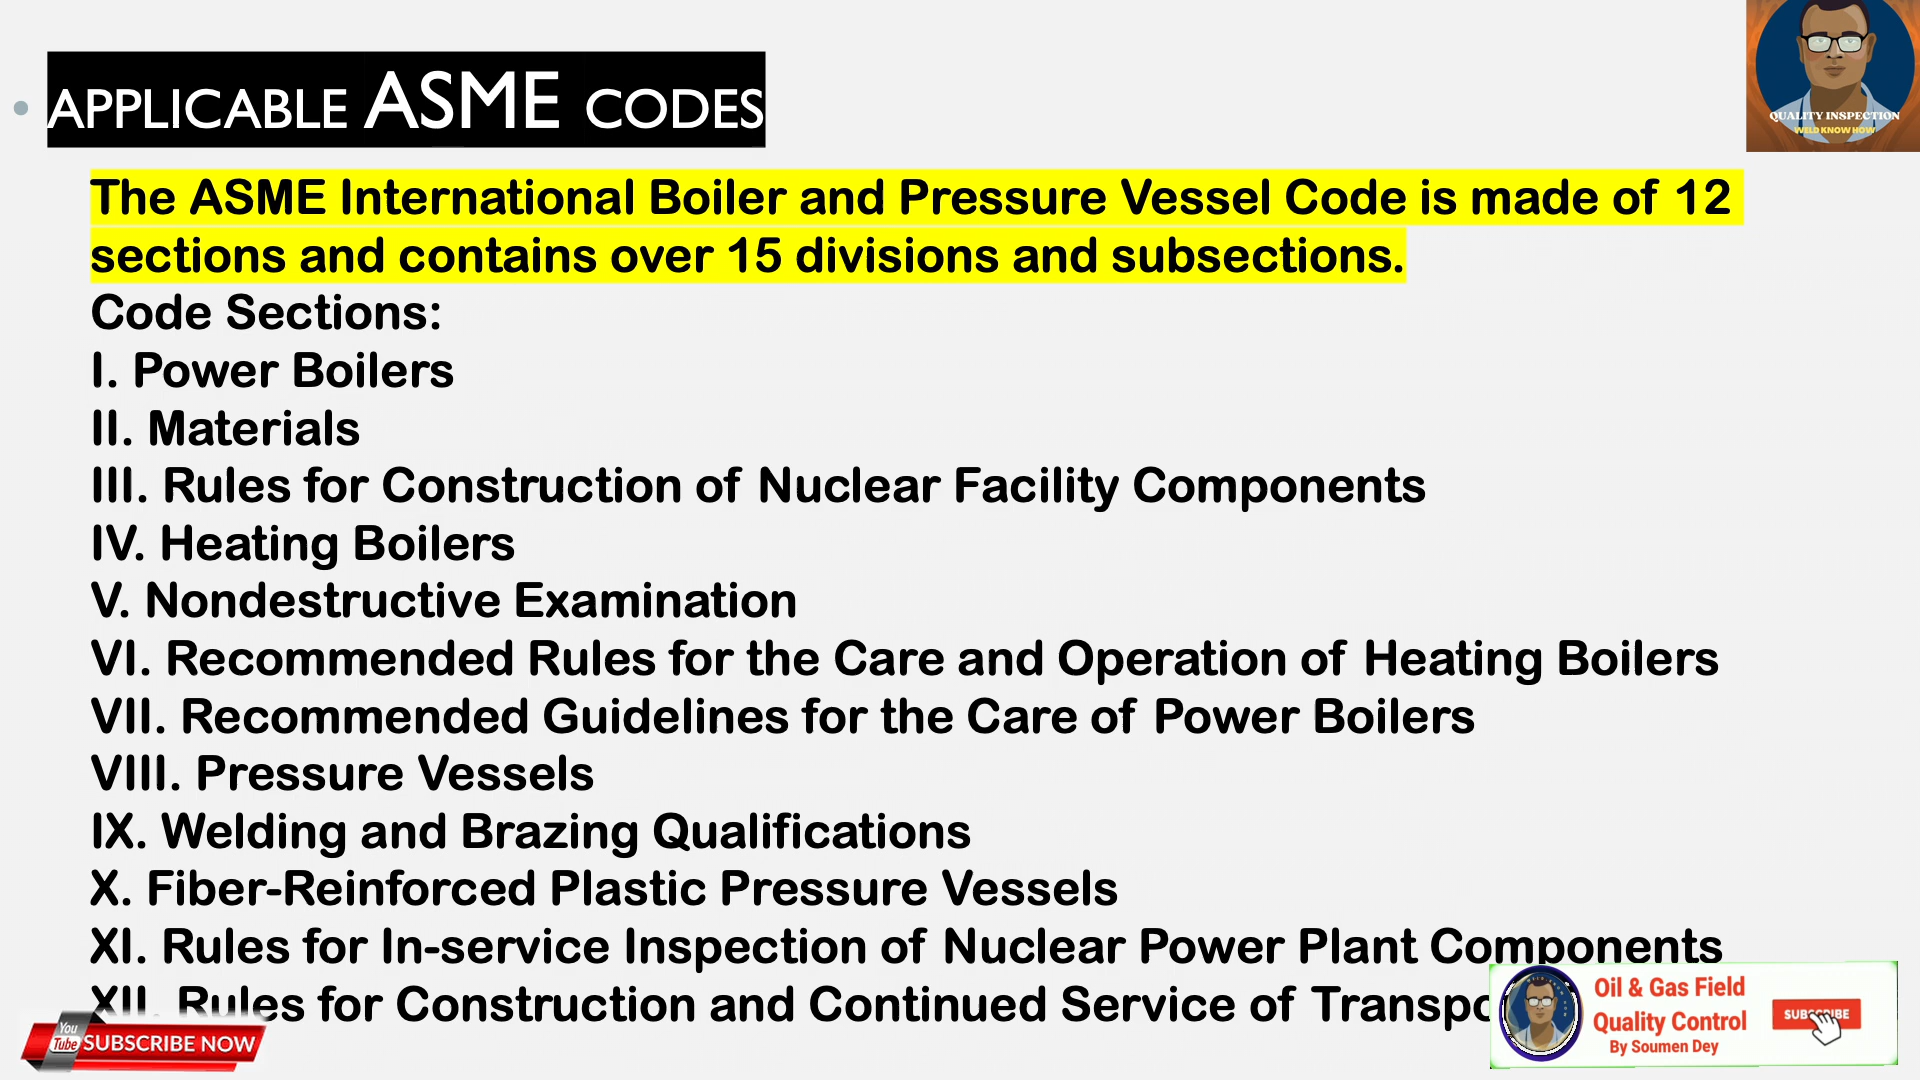 • APPLICABLE ASME CODES
QUALITY INSPECTION
WELD KNOW HOW
The ASME International Boiler and Pressure Vessel Code is made of 12
sections and contains over 15 divisions and subsections.
Code Sections:
I. Power Boilers
II. Materials
III. Rules for Construction of Nuclear Facility Components
IV. Heating Boilers
V. Nondestructive Examination
VI. Recommended Rules for the Care and Operation of Heating Boilers
VII. Recommended Guidelines for the Care of Power Boilers
VIII. Pressure Vessels
IX. Welding and Brazing Qualifications
X. Fiber-Reinforced Plastic Pressure Vessels
XI. Rules for In-service Inspection of Nuclear Power Plant Components
XII. Rules for Construction and Continued Service of
You
Tube
SUBSCRIBE NOW
Oil & Gas Field
Quality Control
By Soumen Dey
SUBSCRIBE